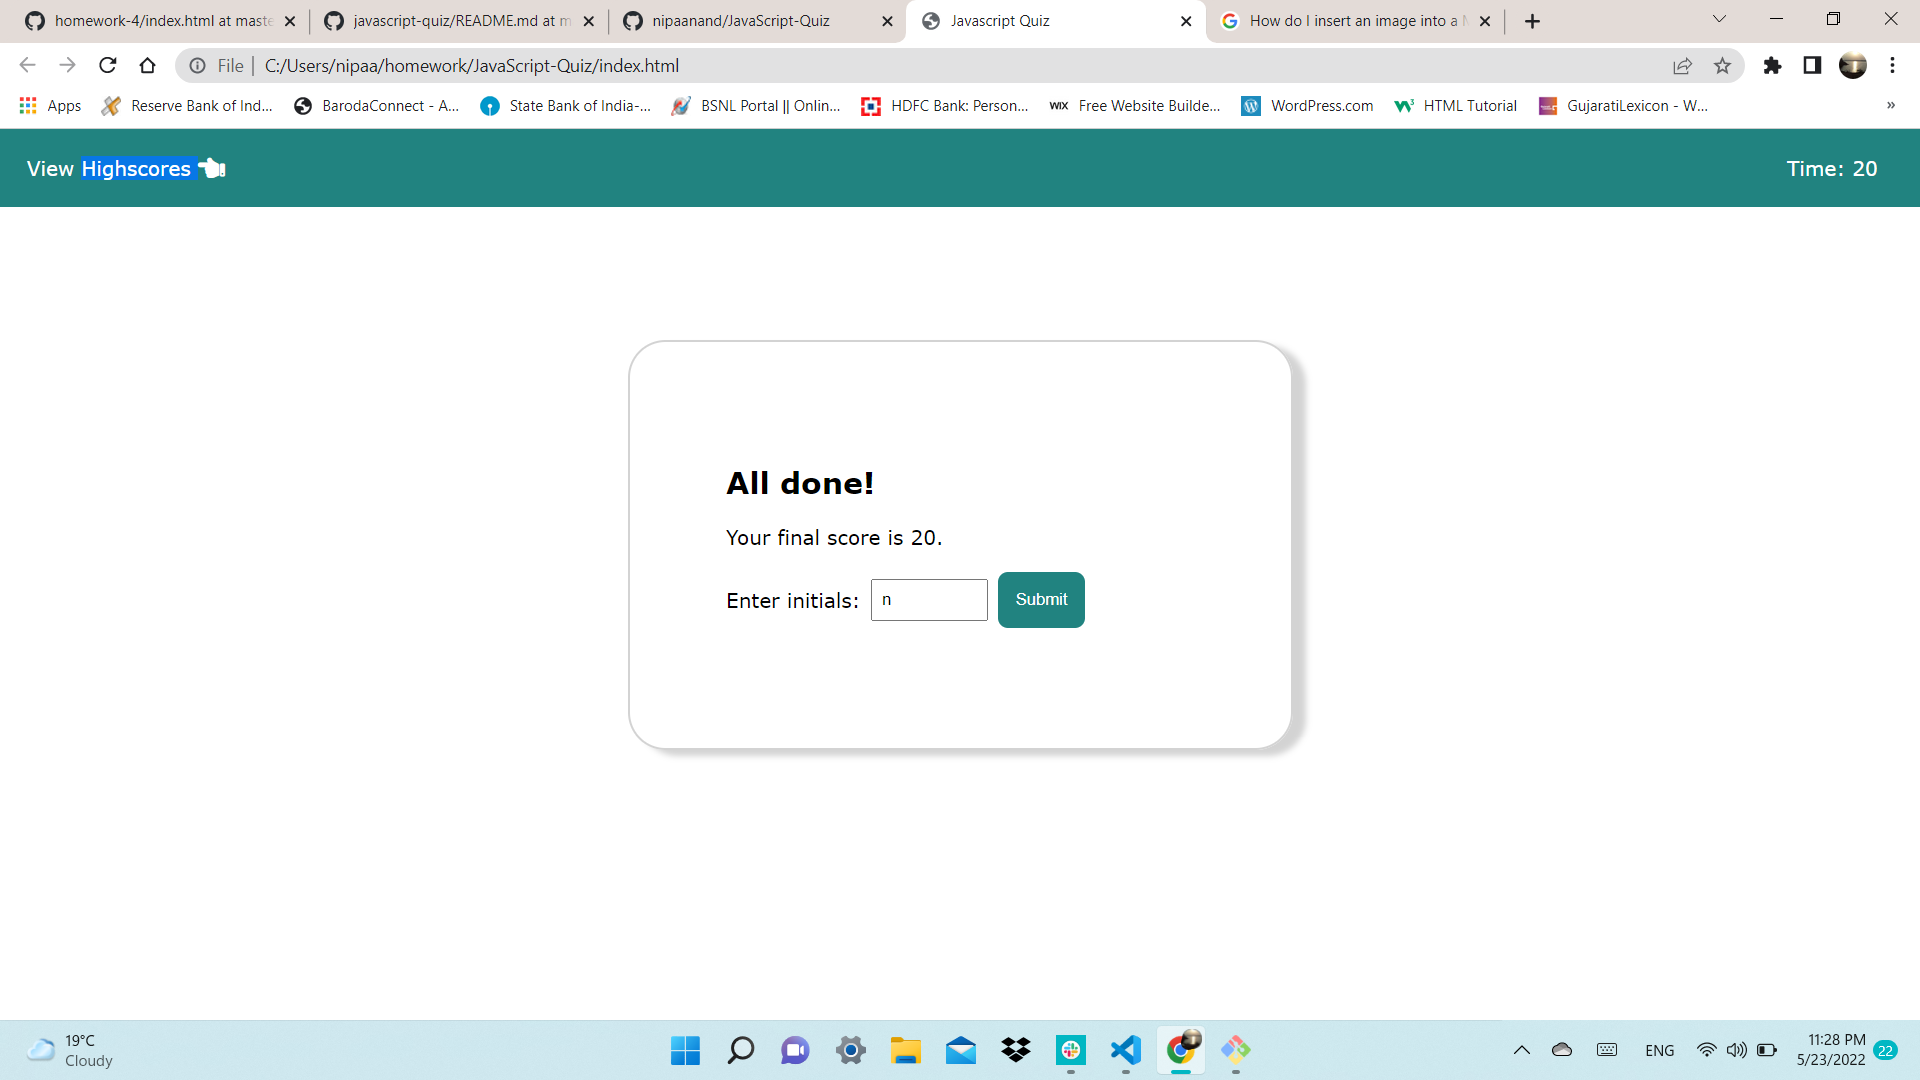 homework-4/index.html at maste
javascript-quiz/README.md at m
nipaanand/JavaScript-Quiz
Javascript Quiz
How do I insert an image into a
File
C:/Users/nipaa/homework/JavaScript-Quiz/index.html
Apps
Reserve Bank of Ind...
BarodaConnect - A...
State Bank of India-...
BSNL Portal || Onlin...
HDFC Bank: Person...
WIX
Free Website Builde...
WordPress.com
HTML Tutorial
GujaratiLexicon - W...
»
View Highscores
Time: 20
All done!
Your final score is 20.
Enter initials: n Submit
19°C
Cloudy
ENG
11:28 PM
5/23/2022
22